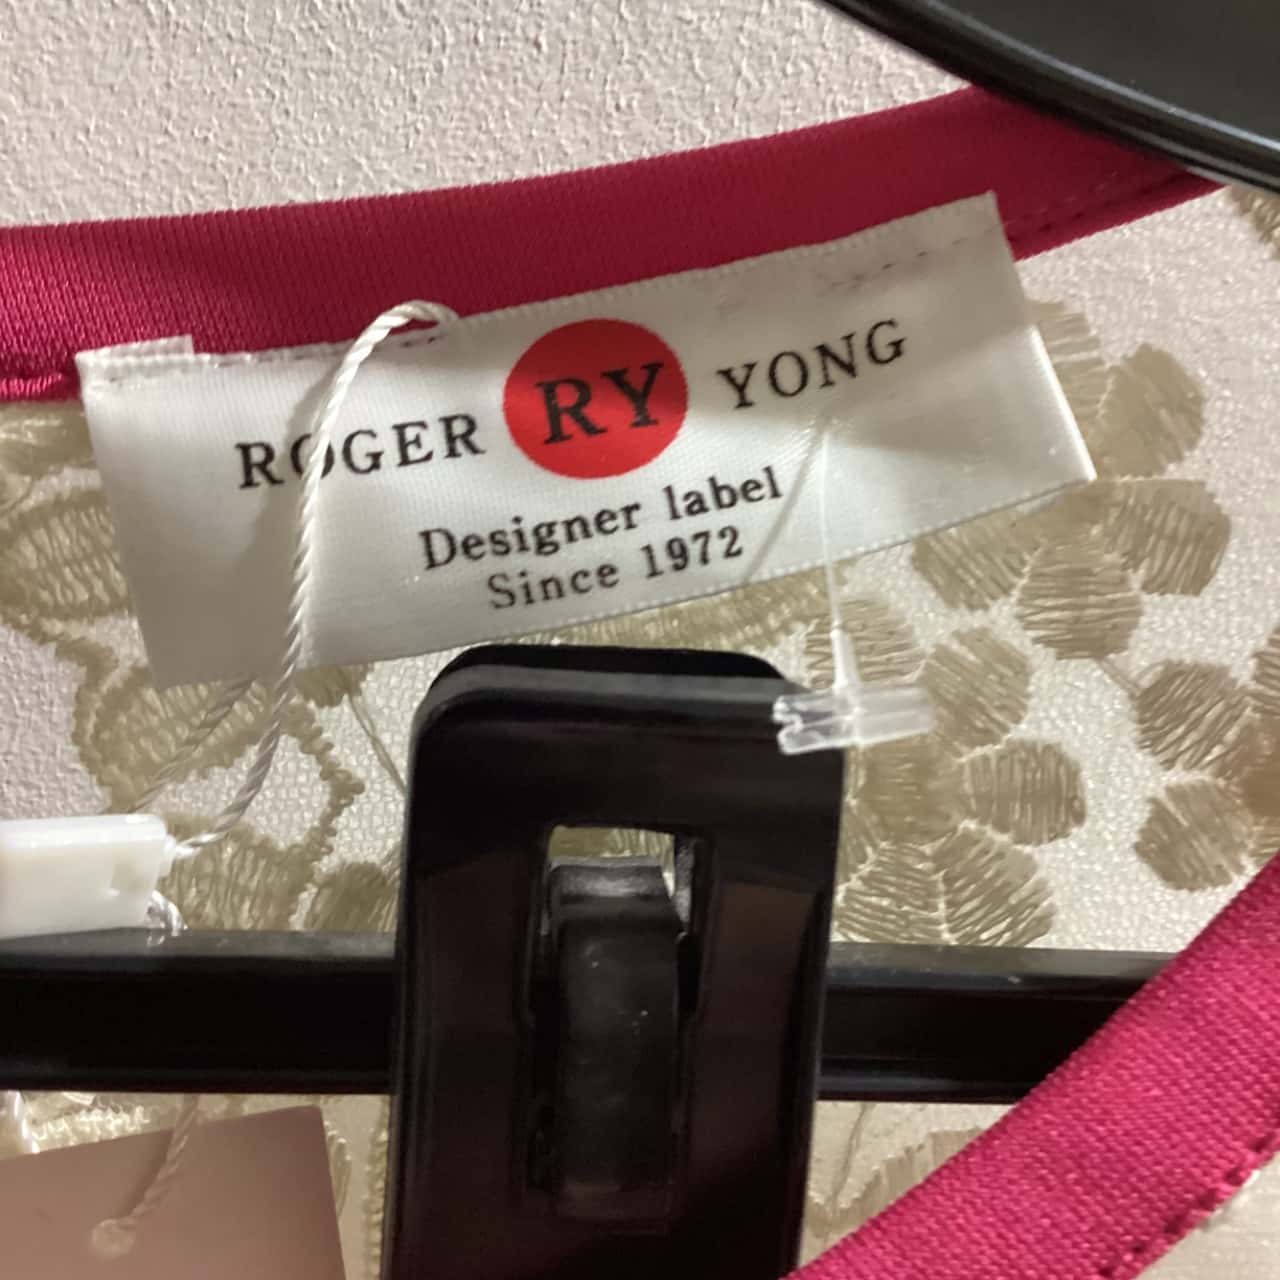 ROGER RY YONG
Designer label
Since 1972